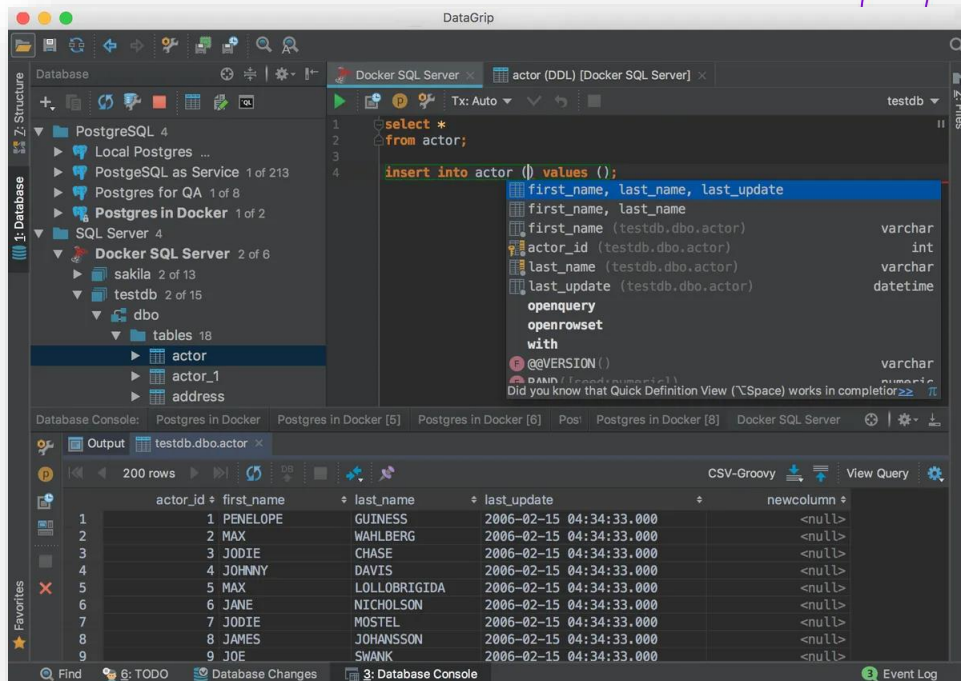 DataGrip
Database
Docker SQL Server
actor (DDL) [Docker SQL Server]
Tx: Auto
testdb
Z: Structure
1: Database
Favorites
Z: Files
PostgreSQL 4
Local Postgres ...
PostgeSQL as Service 1 of 213
Postgres for QA 1 of 8
Postgres in Docker 1 of 2
SQL Server 4
Docker SQL Server 2 of 6
sakila 2 of 13
testdb 2 of 15
dbo
tables 18
actor
actor_1
address
1 select *
2 from actor;
3
4 insert into actor () values ();
first_name, last_name, last_update
first_name, last_name
first_name (testdb.dbo.actor) varchar
actor_id (testdb.dbo.actor) int
last_name (testdb.dbo.actor) varchar
last_update (testdb.dbo.actor) datetime
openquery
openrowset
with
@@VERSION() varchar
RAND([seed:numeric]) numeric
Did you know that Quick Definition View (⌥Space) works in completion >> π
Database Console: Postgres in Docker Postgres in Docker [5] Postgres in Docker [6] Pos Postgres in Docker [8] Docker SQL Server
Output testdb.dbo.actor
200 rows DB CSV-Groovy View Query
actor_id first_name last_name last_update newcolumn
1 1 PENELOPE GUINESS 2006-02-15 04:34:33.000 <null>
2 2 MAX WAHLBERG 2006-02-15 04:34:33.000 <null>
3 3 JODIE CHASE 2006-02-15 04:34:33.000 <null>
4 4 JOHNNY DAVIS 2006-02-15 04:34:33.000 <null>
5 5 MAX LOLLOBRIGIDA 2006-02-15 04:34:33.000 <null>
6 6 JANE NICHOLSON 2006-02-15 04:34:33.000 <null>
7 7 JODIE MOSTEL 2006-02-15 04:34:33.000 <null>
8 8 JAMES JOHANSSON 2006-02-15 04:34:33.000 <null>
9 9 JOE SWANK 2006-02-15 04:34:33.000 <null>
Find 6: TODO Database Changes 3: Database Console 3 Event Log